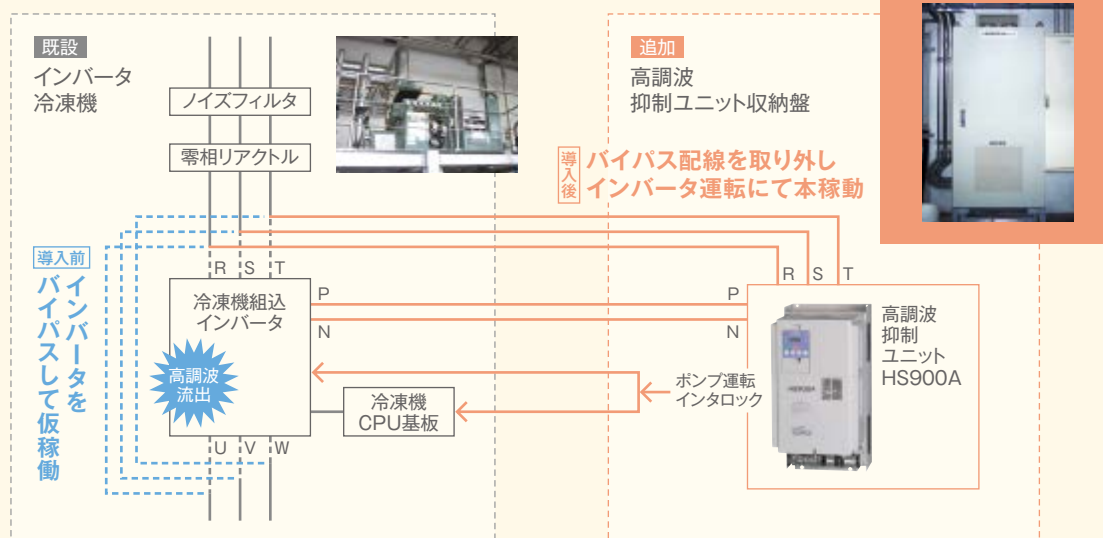 既設
インバータ
冷凍機
ノイズフィルタ
零相リアクトル
追加
高調波
抑制ユニット収納盤
導入後
バイパス配線を取り外し
インバータ運転にて本稼働
導入前
インバータを
バイパスして仮稼働
R S T
冷凍機組込
インバータ
高調波
流出
P
N
U V W
冷凍機
CPU基板
ポンプ運転
インタロック
R S T
P
N
高調波
抑制
ユニット
HS900A